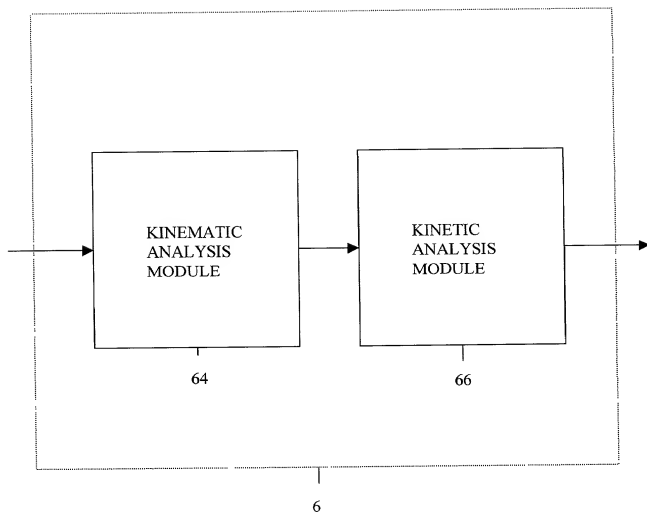 KINEMATIC
ANALYSIS
MODULE
KINETIC
ANALYSIS
MODULE
64
66
6